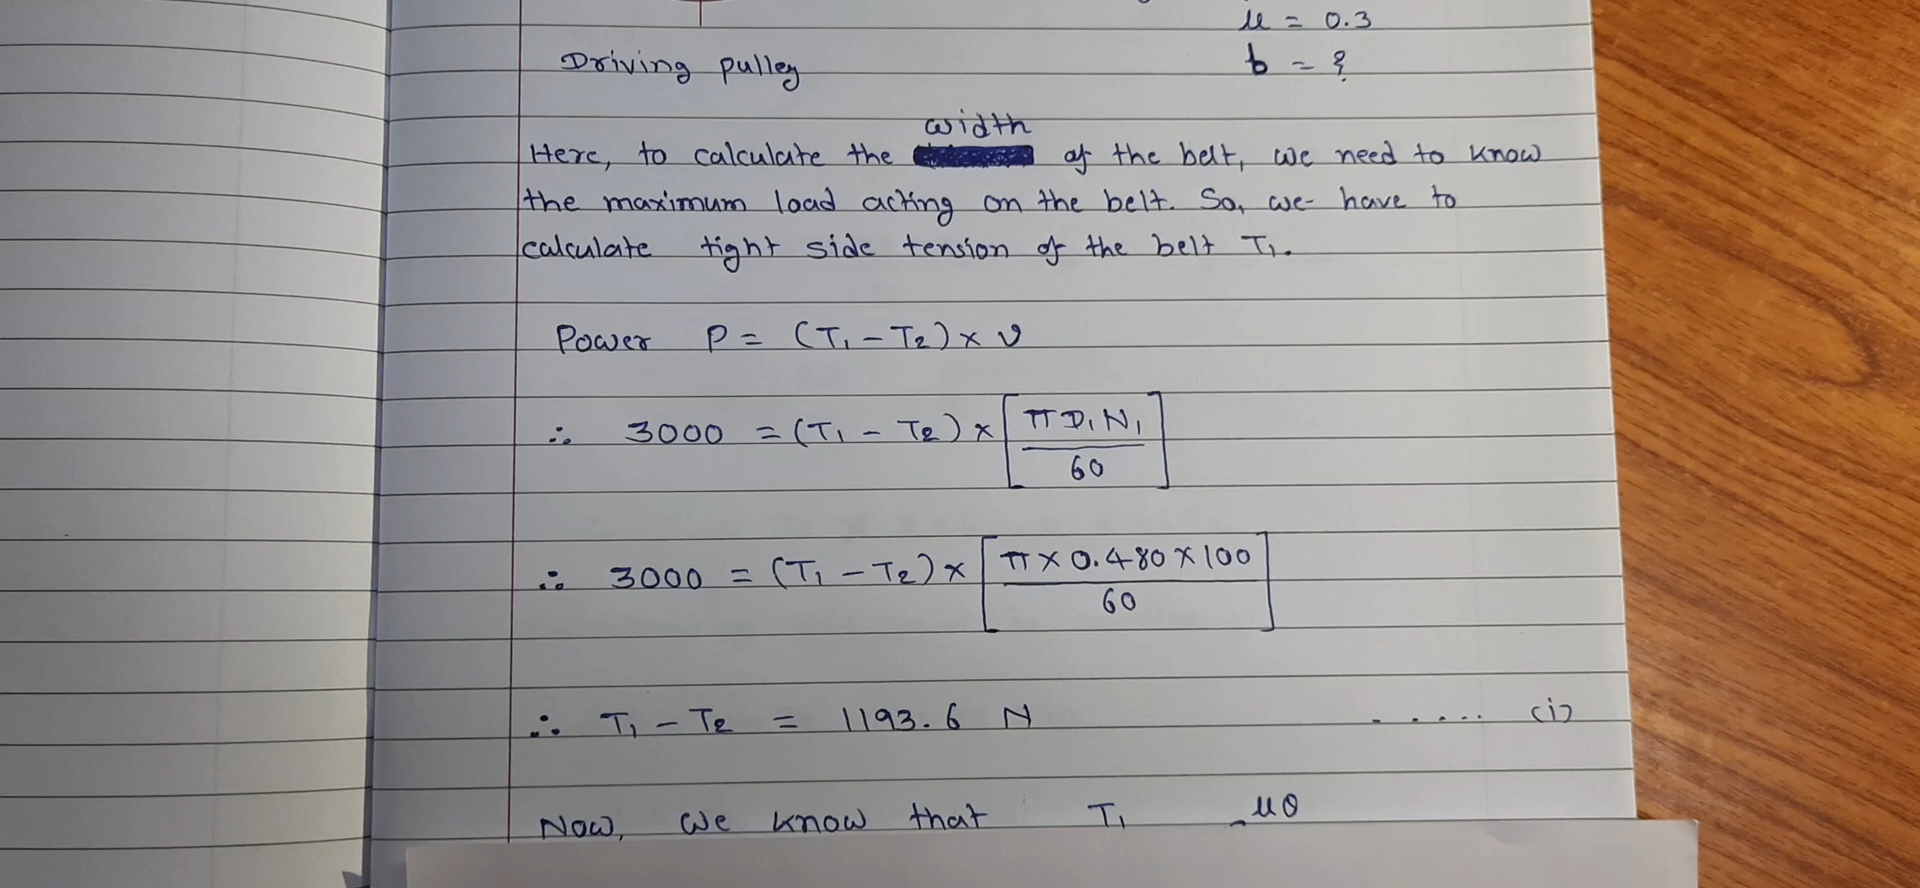 μ = 0.3
Driving pulley
b = ?
width
Here, to calculate the of the belt, we need to know
the maximum load acting on the belt. So, we have to
calculate tight side tension of the belt T₁.
Power P = (T₁ - T₂) × v
∴ 3000 = (T₁ - T₂) × [πD₁N₁ / 60]
∴ 3000 = (T₁ - T₂) × [π × 0.480 × 100 / 60]
∴ T₁ - T₂ = 1193.6 N ..... (i)
Now, we know that T₁ μθ